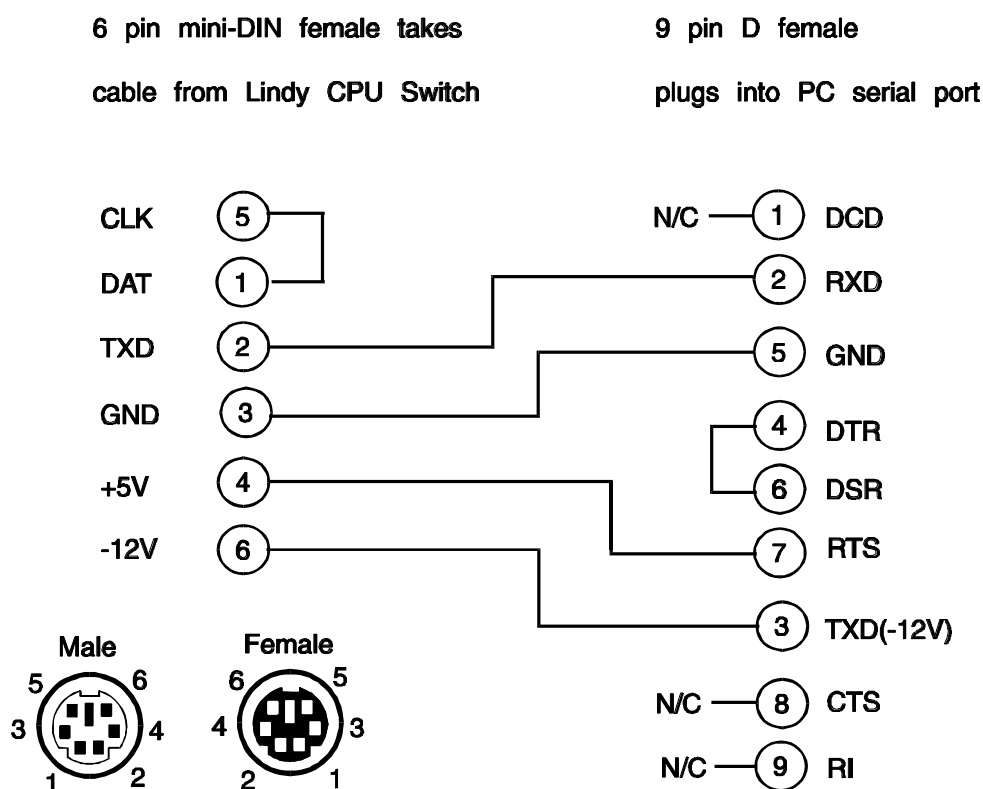 6 pin mini-DIN female takes
cable from Lindy CPU Switch
9 pin D female
plugs into PC serial port
CLK 5
DAT 1
TXD 2
GND 3
+5V 4
-12V 6
N/C 1 DCD
2 RXD
5 GND
4 DTR
6 DSR
7 RTS
3 TXD(-12V)
N/C 8 CTS
N/C 9 RI
Male
5 6
3 4
1 2
Female
6 5
4 3
2 1